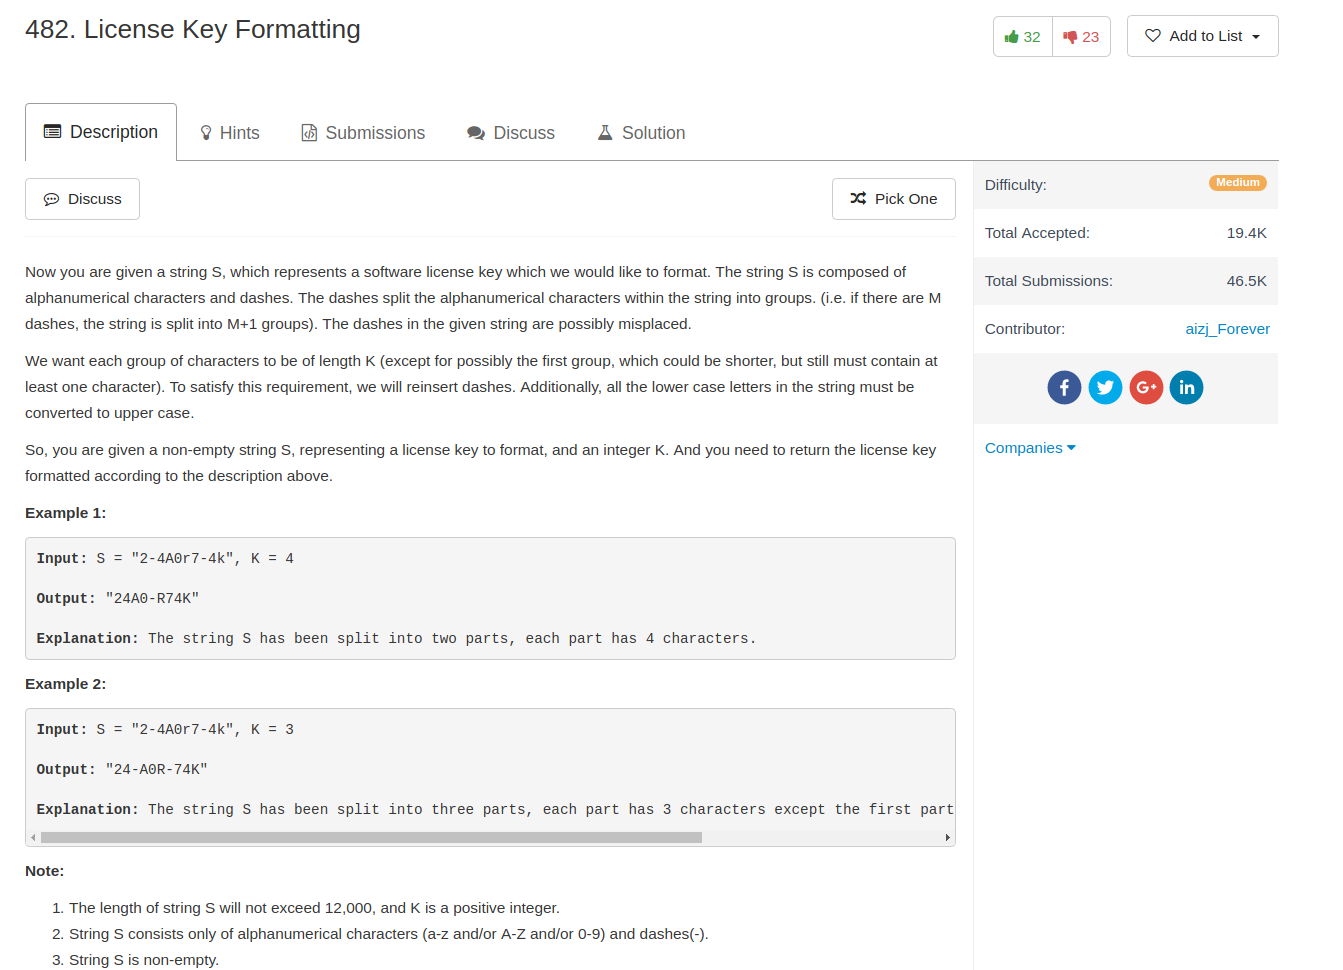 482. License Key Formatting
32
23
Add to List
Description
Hints
Submissions
Discuss
Solution
Discuss
Pick One
Now you are given a string S, which represents a software license key which we would like to format. The string S is composed of
alphanumerical characters and dashes. The dashes split the alphanumerical characters within the string into groups. (i.e. if there are M
dashes, the string is split into M+1 groups). The dashes in the given string are possibly misplaced.
We want each group of characters to be of length K (except for possibly the first group, which could be shorter, but still must contain at
least one character). To satisfy this requirement, we will reinsert dashes. Additionally, all the lower case letters in the string must be
converted to upper case.
So, you are given a non-empty string S, representing a license key to format, and an integer K. And you need to return the license key
formatted according to the description above.
Example 1:
Input: S = "2-4A0r7-4k", K = 4
Output: "24A0-R74K"
Explanation: The string S has been split into two parts, each part has 4 characters.
Example 2:
Input: S = "2-4A0r7-4k", K = 3
Output: "24-A0R-74K"
Explanation: The string S has been split into three parts, each part has 3 characters except the first part
Note:
1. The length of string S will not exceed 12,000, and K is a positive integer.
2. String S consists only of alphanumerical characters (a-z and/or A-Z and/or 0-9) and dashes(-).
3. String S is non-empty.
Difficulty:
Medium
Total Accepted:
19.4K
Total Submissions:
46.5K
Contributor:
aizj_Forever
f
G+
in
Companies